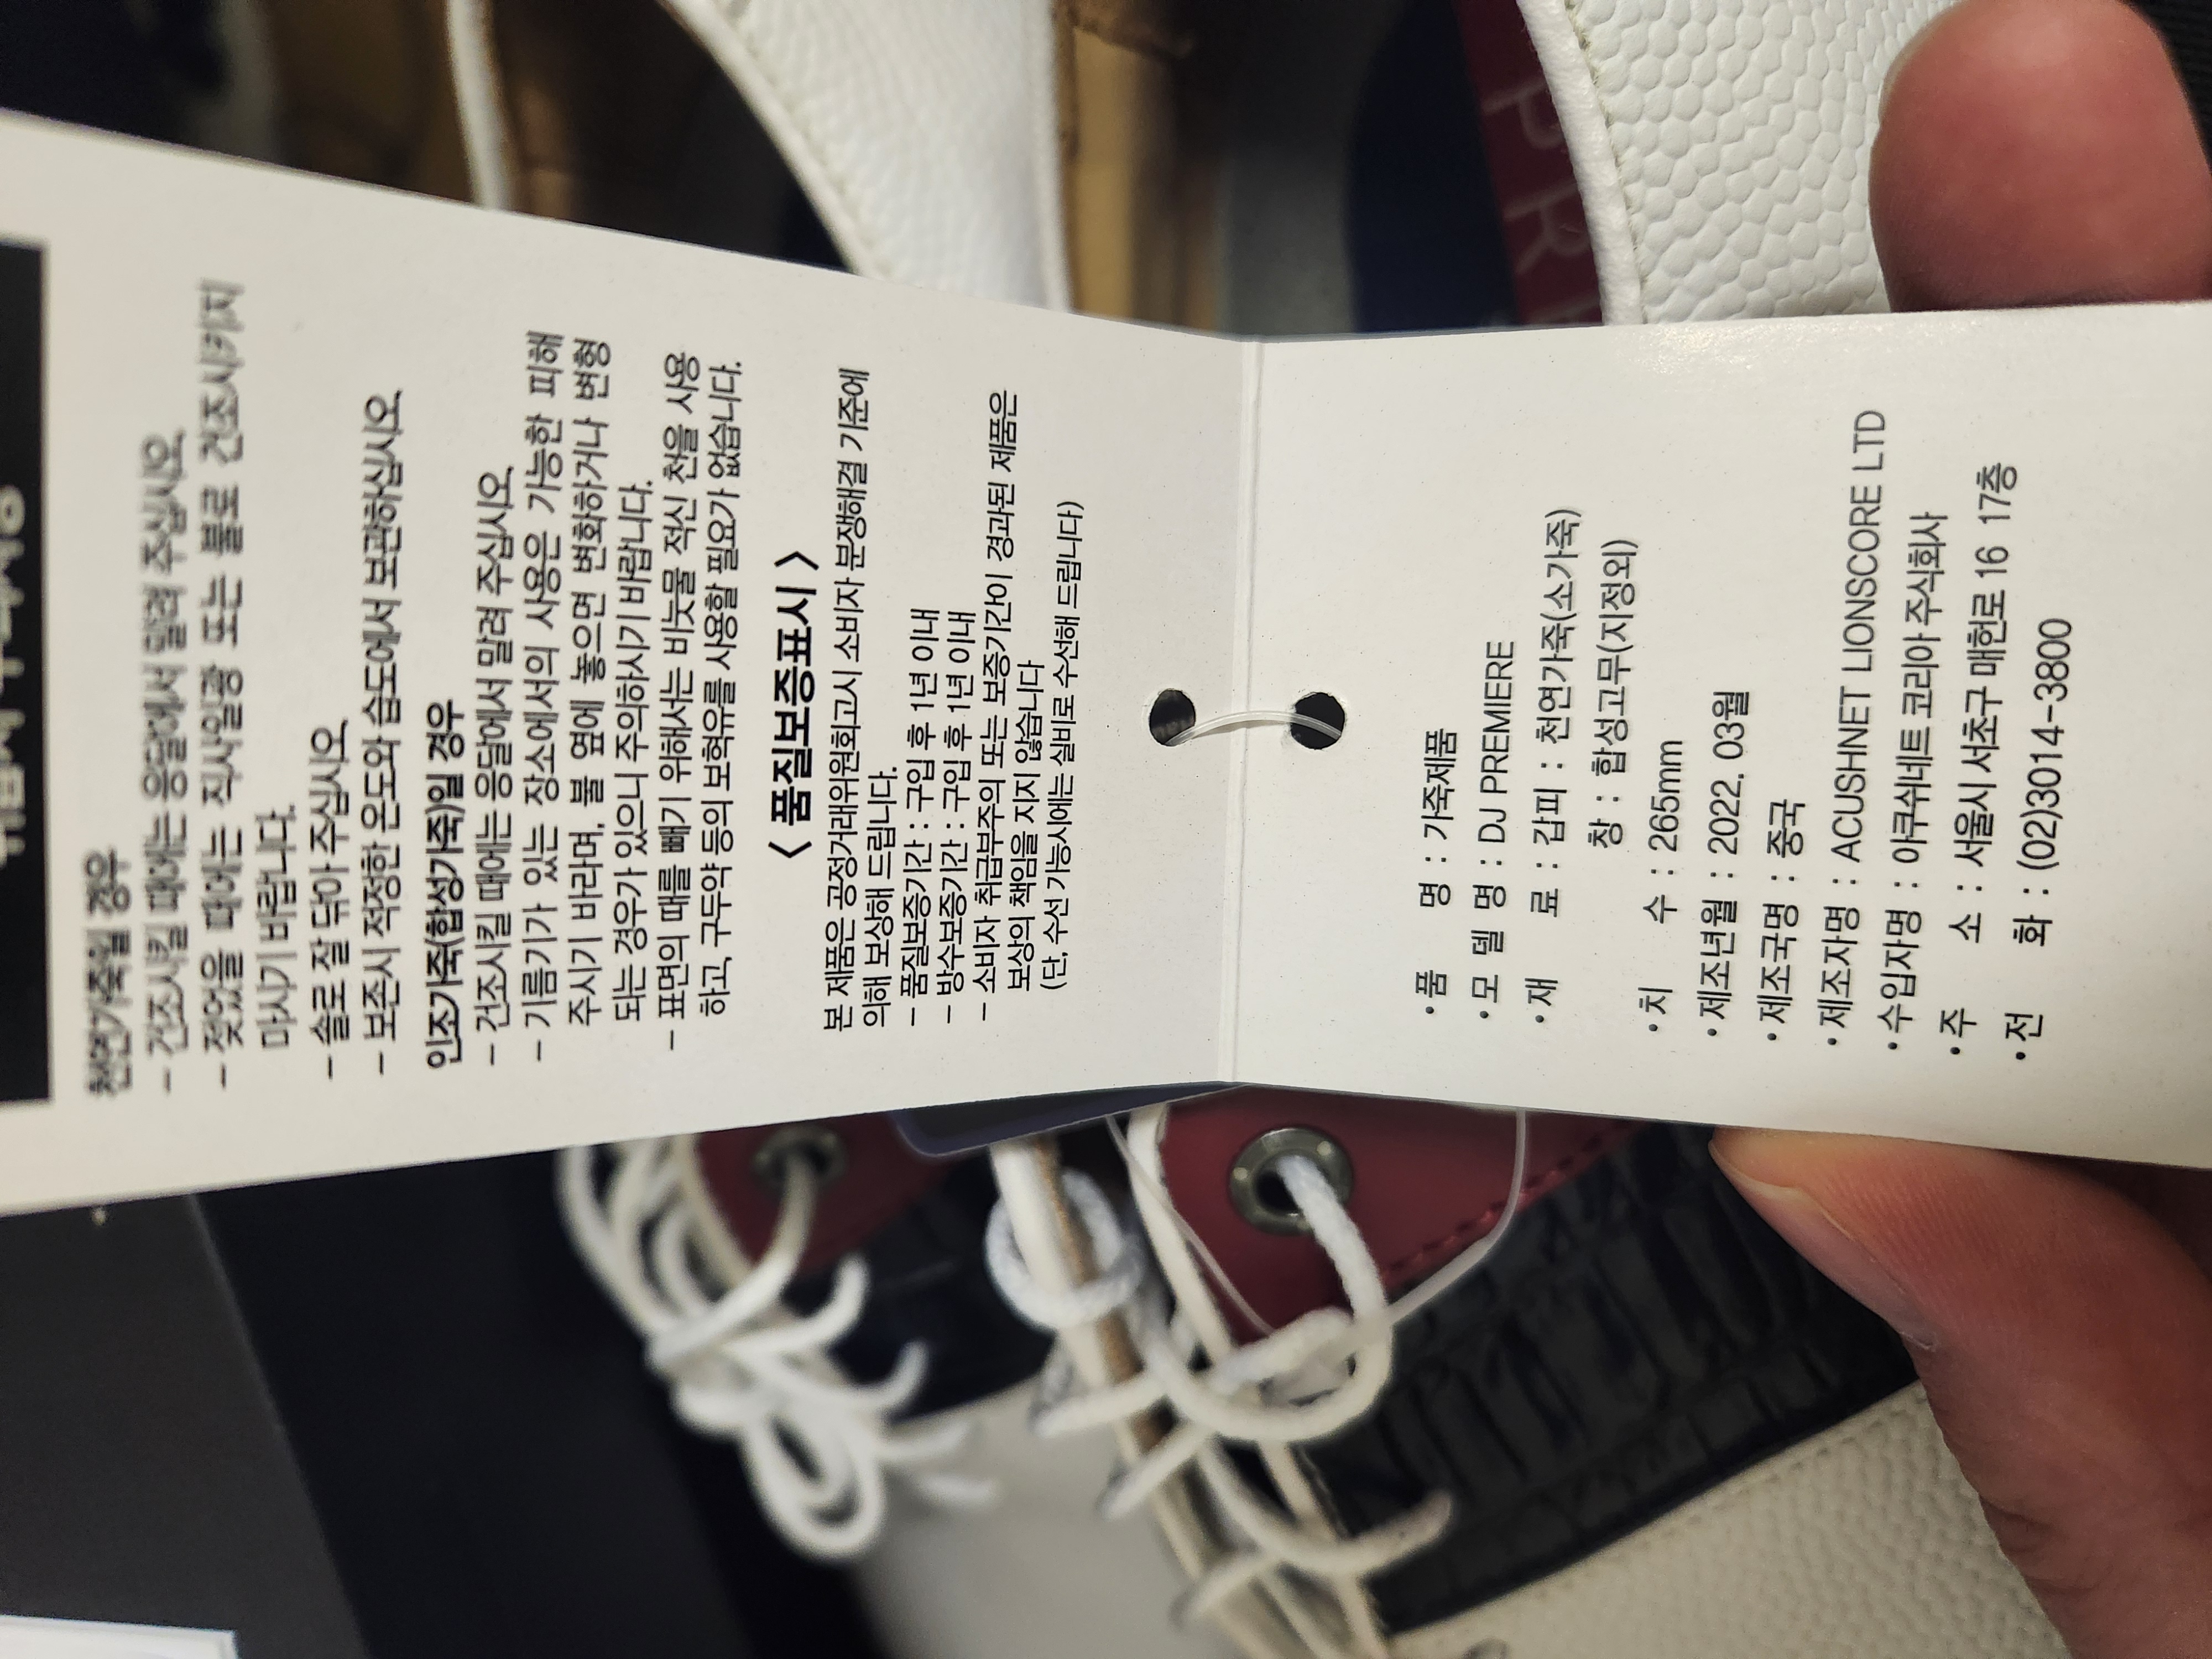 천연가죽일 경우
- 건조시킬 때에는 응달에서 말려 주십시오.
- 젖었을 때에는 직사일광 또는 불로 건조시키지
마시기 바랍니다.
- 솔로 잘 닦아 주십시오.
- 보존시 적정한 온도와 습도에서 보관하십시오.
인조가죽(합성가죽)일 경우
- 건조시킬 때에는 응달에서 말려 주십시오.
- 기름기가 있는 장소에서의 사용은 가능한 피해
주시기 바라며, 불 옆에 놓으면 변화하거나 변형
되는 경우가 있으니 주의하시기 바랍니다.
- 표면의 때를 빼기 위해서는 비눗물 적신 천을 사용
하고, 구두약 등의 보혁유를 사용할 필요가 없습니다.
< 품질보증표시 >
본 제품은 공정거래위원회고시 소비자 분쟁해결 기준에
의해 보상해 드립니다.
- 품질보증기간 : 구입 후 1년 이내
- 방수보증기간 : 구입 후 1년 이내
- 소비자 취급부주의 또는 보증기간이 경과된 제품은
보상의 책임을 지지 않습니다
(단, 수선 가능시에는 실비로 수선해 드립니다)
• 품 명 : 가죽제품
• 모 델 명 : DJ PREMIERE
• 재 료 : 갑피 : 천연가죽(소가죽)
창 : 합성고무(지정외)
• 치 수 : 265mm
• 제조년월 : 2022. 03월
• 제조국명 : 중국
• 제조자명 : ACUSHNET LIONSCORE LTD
• 수입자명 : 아쿠쉬네트 코리아 주식회사
• 주 소 : 서울시 서초구 매헌로 16 17층
• 전 화 : (02)3014-3800